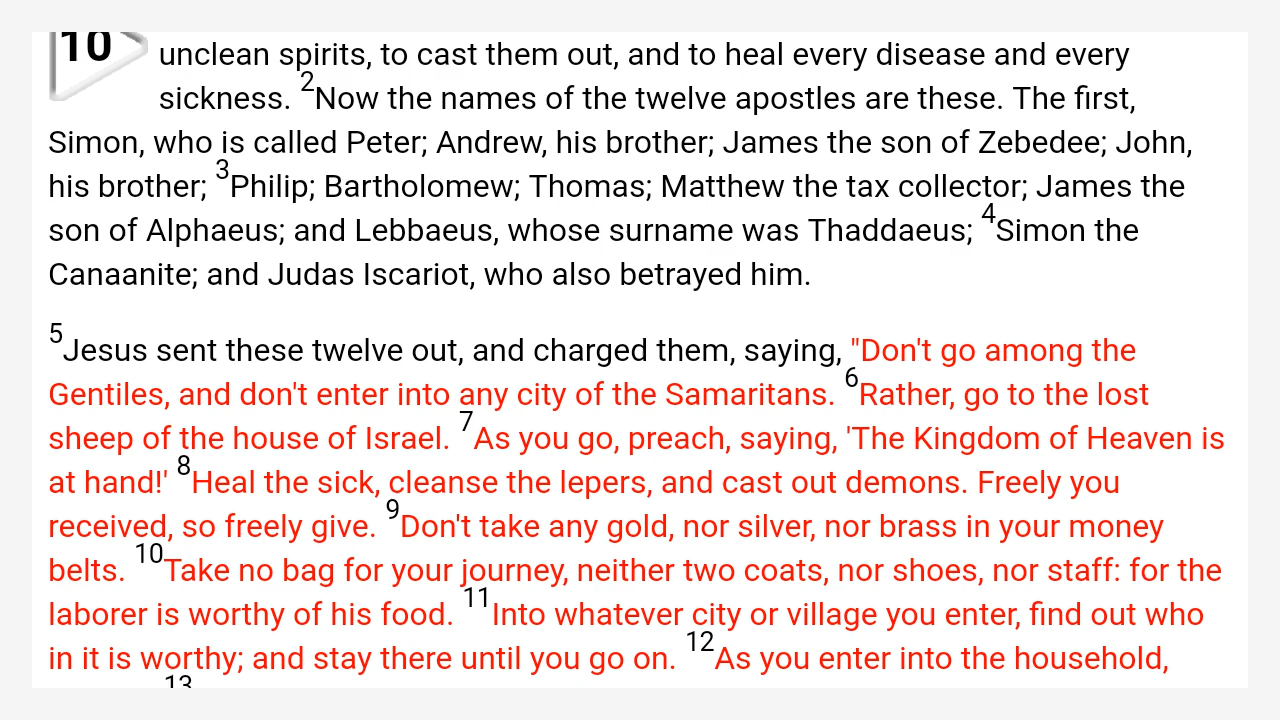 10
unclean spirits, to cast them out, and to heal every disease and every
sickness. 2Now the names of the twelve apostles are these. The first,
Simon, who is called Peter; Andrew, his brother; James the son of Zebedee; John,
his brother; 3Philip; Bartholomew; Thomas; Matthew the tax collector; James the
son of Alphaeus; and Lebbaeus, whose surname was Thaddaeus; 4Simon the
Canaanite; and Judas Iscariot, who also betrayed him.
5Jesus sent these twelve out, and charged them, saying, "Don't go among the
Gentiles, and don't enter into any city of the Samaritans. 6Rather, go to the lost
sheep of the house of Israel. 7As you go, preach, saying, 'The Kingdom of Heaven is
at hand!' 8Heal the sick, cleanse the lepers, and cast out demons. Freely you
received, so freely give. 9Don't take any gold, nor silver, nor brass in your money
belts. 10Take no bag for your journey, neither two coats, nor shoes, nor staff: for the
laborer is worthy of his food. 11Into whatever city or village you enter, find out who
in it is worthy; and stay there until you go on. 12As you enter into the household,
13